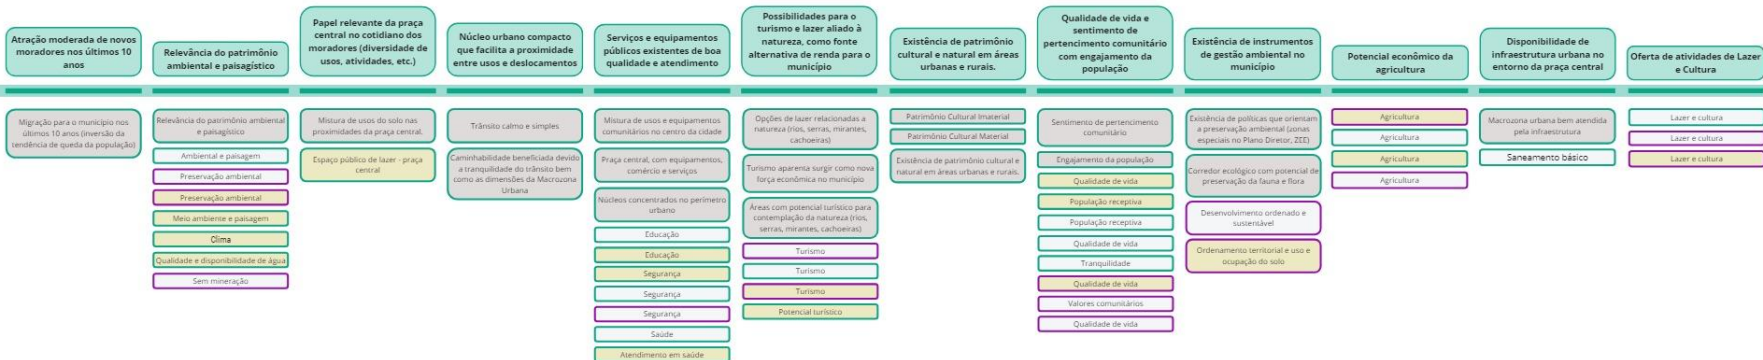 Atração moderada de novos
moradores nos últimos 10
anos
Relevância do patrimônio
ambiental e paisagístico
Papel relevante da praça
central no cotidiano dos
moradores (diversidade de
usos, atividades, etc.)
Núcleo urbano compacto
que facilita a proximidade
entre usos e deslocamentos
Serviços e equipamentos
públicos existentes de boa
qualidade e atendimento
Possibilidades para o
turismo e lazer aliado à
natureza, como fonte
alternativa de renda para o
município
Existência de patrimônio
cultural e natural em áreas
urbanas e rurais.
Qualidade de vida e
sentimento de
pertencimento comunitário
com engajamento da
população
Existência de instrumentos
de gestão ambiental no
município
Potencial econômico da
agricultura
Disponibilidade de
infraestrutura urbana no
entorno da praça central
Oferta de atividades de Lazer
e Cultura
Migração para o município nos
últimos 10 anos (inversão da
tendência de queda da população)
Relevância do patrimônio ambiental
e paisagístico
Ambiental e paisagem
Preservação ambiental
Preservação ambiental
Meio ambiente e paisagem
Clima
Qualidade e disponibilidade de água
Sem mineração
Mistura de usos do solo nas
proximidades da praça central.
Espaço público de lazer - praça
central
Trânsito calmo e simples
Caminhabilidade beneficiada devido
a tranquilidade do trânsito bem
como as dimensões da Macrozona
Urbana
Mistura de usos e equipamentos
comunitários no centro da cidade
Praça central, com equipamentos,
comércio e serviços
Núcleos concentrados no perímetro
urbano
Educação
Educação
Segurança
Segurança
Segurança
Saúde
Atendimento em saúde
Opções de lazer relacionadas a
natureza (rios, serras, mirantes,
cachoeiras)
Turismo aparenta surgir como nova
força econômica no município
Áreas com potencial turístico para
contemplação da natureza (rios,
serras, mirantes, cachoeiras)
Turismo
Turismo
Turismo
Potencial turístico
Patrimônio Cultural Imaterial
Patrimônio Cultural Material
Existência de patrimônio cultural e
natural em áreas urbanas e rurais.
Sentimento de pertencimento
comunitário
Engajamento da população
Qualidade de vida
População receptiva
População receptiva
Qualidade de vida
Tranquilidade
Qualidade de vida
Valores comunitários
Qualidade de vida
Existência de políticas que orientam
a preservação ambiental (zonas
especiais no Plano Diretor, ZEE)
Corredor ecológico com potencial de
preservação da fauna e flora
Desenvolvimento ordenado e
sustentável
Ordenamento territorial e uso e
ocupação do solo
Agricultura
Agricultura
Agricultura
Agricultura
Macrozona urbana bem atendida
pela infraestrutura
Saneamento básico
Lazer e cultura
Lazer e cultura
Lazer e cultura